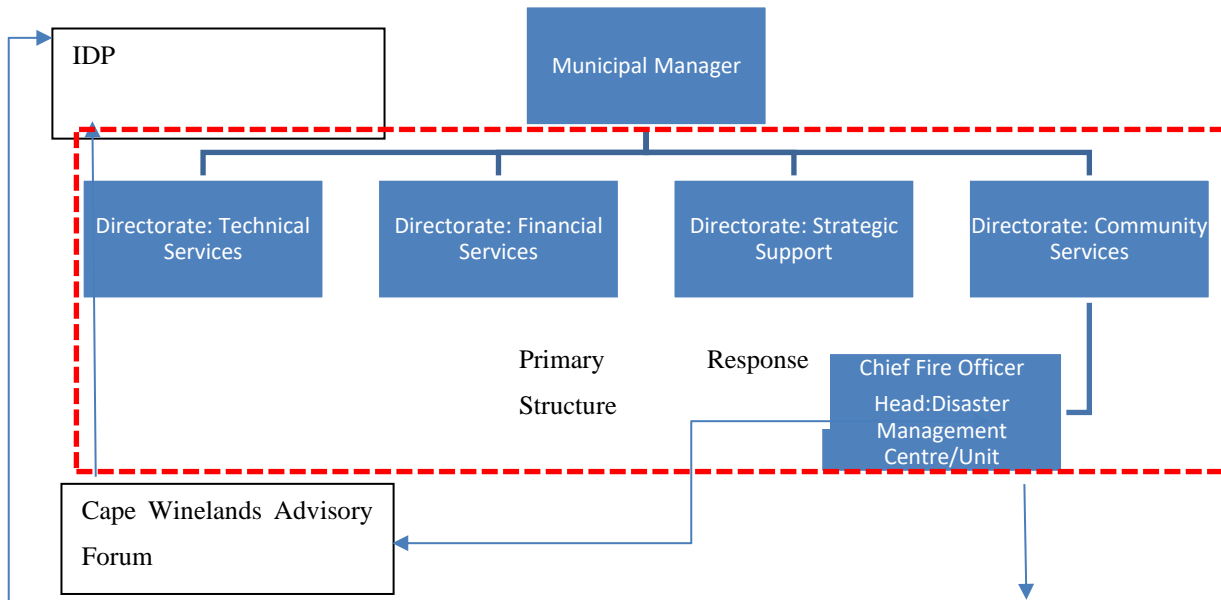 IDP
Municipal Manager
Directorate: Technical
Services
Directorate: Financial
Services
Directorate: Strategic
Support
Directorate: Community
Services
Primary Response
Structure
Chief Fire Officer
Head:Disaster
Management
Centre/Unit
Cape Winelands Advisory
Forum